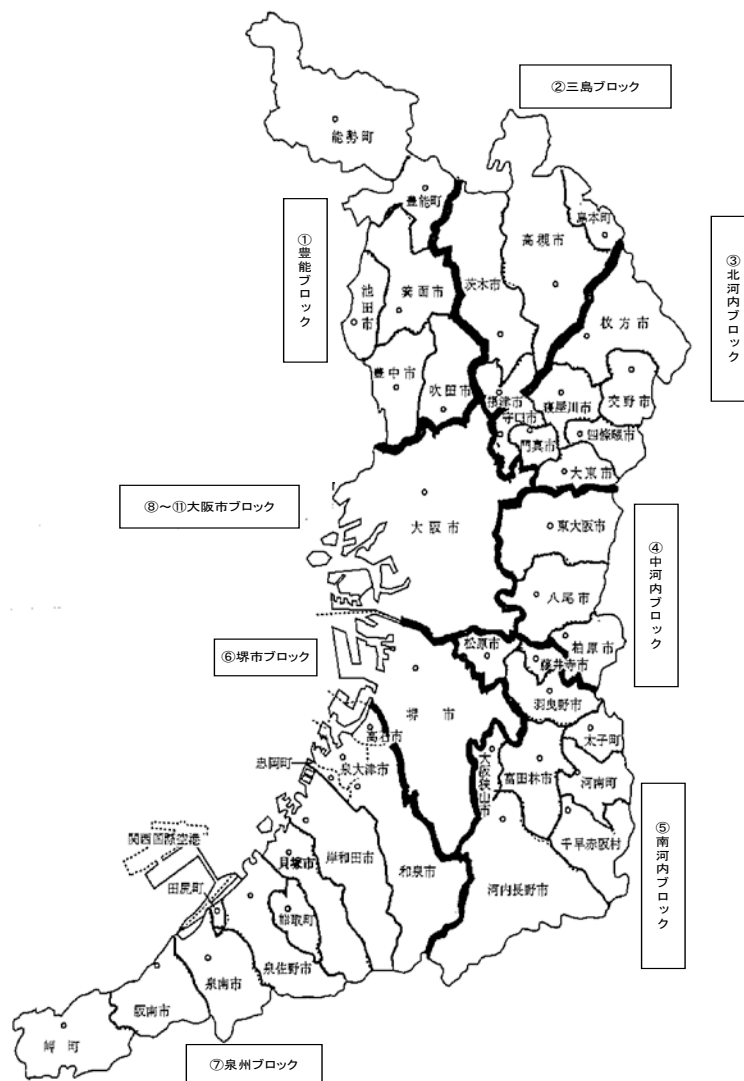 ②三島ブロック
能勢町
豊能町
島本町
高槻市
①豊能ブロック
③北河内ブロック
茨木市
池田市
箕面市
枚方市
豊中市
吹田市
摂津市
寝屋川市
交野市
守口市
門真市
四條畷市
大東市
⑧～⑪大阪市ブロック
大阪市
東大阪市
④中河内ブロック
八尾市
⑥堺市ブロック
松原市
柏原市
藤井寺市
羽曳野市
堺市
高石市
太子町
忠岡町
泉大津市
大阪狭山市
富田林市
河南町
⑤南河内ブロック
関西国際空港
千早赤阪村
貝塚市
岸和田市
和泉市
河内長野市
田尻町
熊取町
泉佐野市
泉南市
阪南市
岬町
⑦泉州ブロック